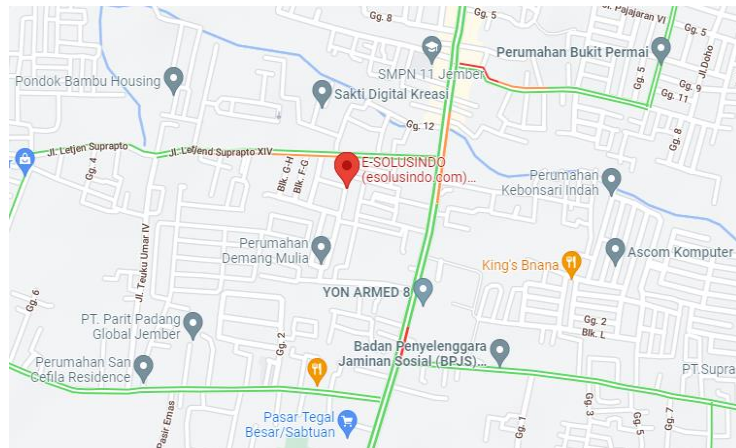 Gg. 8
Gg. 5
Jl. Pajajaran VI
Perumahan Bukit Permai
Gg. 5
Jl.Doho
SMPN 11 Jember
Pondok Bambu Housing
Sakti Digital Kreasi
Gg. 9
Gg. 11
Gg. 12
Gg. 8
Jl. Letjen Suprapto
Jl. Letjend Suprapto XIV
Gg. 4
Blk. G-H
Blk. F-G
E-SOLUSINDO
(esolusindo.com)...
Perumahan
Kebonsari Indah
Jl. Teuku Umar IV
Perumahan
Demang Mulia
King's Bnana
Ascom Komputer
YON ARMED 8
Gg. 6
PT. Parit Padang
Global Jember
Gg. 2
Gg. 2
Blk. L
Badan Penyelenggara
Jaminan Sosial (BPJS)...
Perumahan San
Cefila Residence
PT.Supra
Pasar Tegal
Besar/Sabtuan
Pasir Emas
Gg. 1
Gg. 3
Gg. 5
Gg. 7